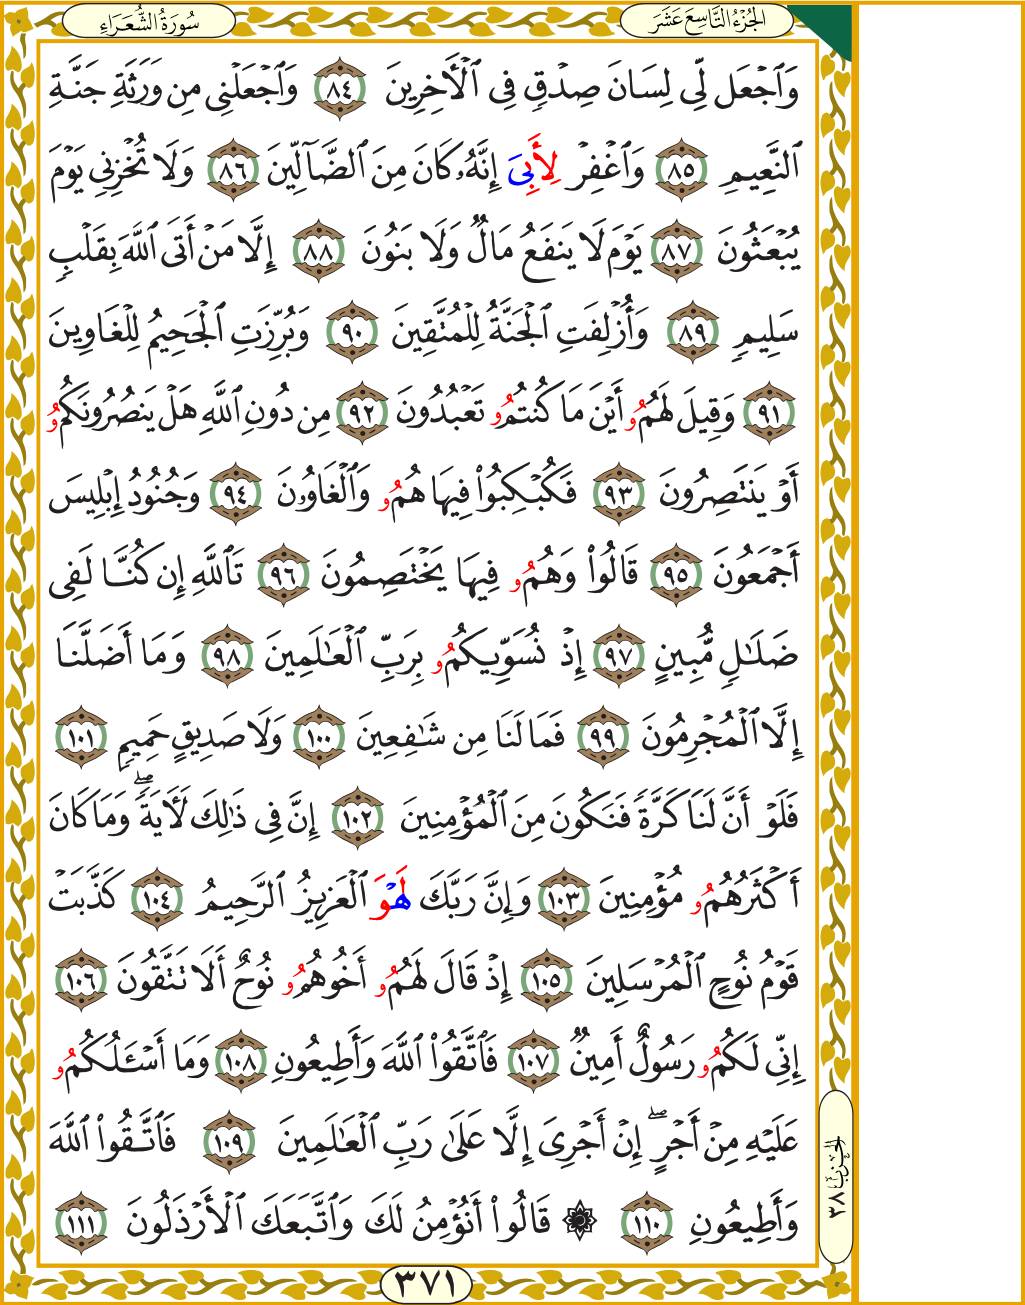 الجُزْءُ التَّاسِعَ عَشَرَ
سُورَةُ الشُّعَرَاءِ
وَٱجْعَل لِّى لِسَانَ صِدْقٍ فِى ٱلْأَخِرِينَ ٨٤ وَٱجْعَلْنِى مِن وَرَثَةِ جَنَّةِ
ٱلنَّعِيمِ ٨٥ وَٱغْفِرْ لِأَبِىَ إِنَّهُۥ كَانَ مِنَ ٱلضَّآلِّينَ ٨٦ وَلَا تُخْزِنِى يَوْمَ
يُبْعَثُونَ ٨٧ يَوْمَ لَا يَنفَعُ مَالٌ وَلَا بَنُونَ ٨٨ إِلَّا مَنْ أَتَى ٱللَّهَ بِقَلْبٍ
سَلِيمٍ ٨٩ وَأُزْلِفَتِ ٱلْجَنَّةُ لِلْمُتَّقِينَ ٩٠ وَبُرِّزَتِ ٱلْجَحِيمُ لِلْغَاوِينَ
٩١ وَقِيلَ لَهُمُۥ أَيْنَ مَا كُنتُمُۥ تَعْبُدُونَ ٩٢ مِن دُونِ ٱللَّهِ هَلْ يَنصُرُونَكُمُۥ
أَوْ يَنتَصِرُونَ ٩٣ فَكُبْكِبُوا۟ فِيهَا هُمُۥ وَٱلْغَاوُۥنَ ٩٤ وَجُنُودُ إِبْلِيسَ
أَجْمَعُونَ ٩٥ قَالُوا۟ وَهُمُۥ فِيهَا يَخْتَصِمُونَ ٩٦ تَٱللَّهِ إِن كُنَّا لَفِى
ضَلَٰلٍ مُّبِينٍ ٩٧ إِذْ نُسَوِّيكُمُۥ بِرَبِّ ٱلْعَٰلَمِينَ ٩٨ وَمَا أَضَلَّنَا
إِلَّا ٱلْمُجْرِمُونَ ٩٩ فَمَا لَنَا مِن شَٰفِعِينَ ١٠٠ وَلَا صَدِيقٍ حَمِيمٍ ١٠١
فَلَوْ أَنَّ لَنَا كَرَّةً فَنَكُونَ مِنَ ٱلْمُؤْمِنِينَ ١٠٢ إِنَّ فِى ذَٰلِكَ لَأَيَةً ۖ وَمَا كَانَ
أَكْثَرُهُمُۥ مُؤْمِنِينَ ١٠٣ وَإِنَّ رَبَّكَ لَهْوَ ٱلْعَزِيزُ ٱلرَّحِيمُ ١٠٤ كَذَّبَتْ
قَوْمُ نُوحٍ ٱلْمُرْسَلِينَ ١٠٥ إِذْ قَالَ لَهُمُۥ أَخُوهُمُۥ نُوحٌ أَلَا تَتَّقُونَ ١٠٦
إِنِّى لَكُمُۥ رَسُولٌ أَمِينٌ ١٠٧ فَٱتَّقُوا۟ ٱللَّهَ وَأَطِيعُونِ ١٠٨ وَمَا أَسْـَٔلُكُمُۥ
عَلَيْهِ مِنْ أَجْرٍ ۖ إِنْ أَجْرِىَ إِلَّا عَلَىٰ رَبِّ ٱلْعَٰلَمِينَ ١٠٩ فَٱتَّقُوا۟ ٱللَّهَ
وَأَطِيعُونِ ١١٠ ۞ قَالُوا۟ أَنُؤْمِنُ لَكَ وَٱتَّبَعَكَ ٱلْأَرْذَلُونَ ١١١
الحِزْب ٣٨
٣٧١